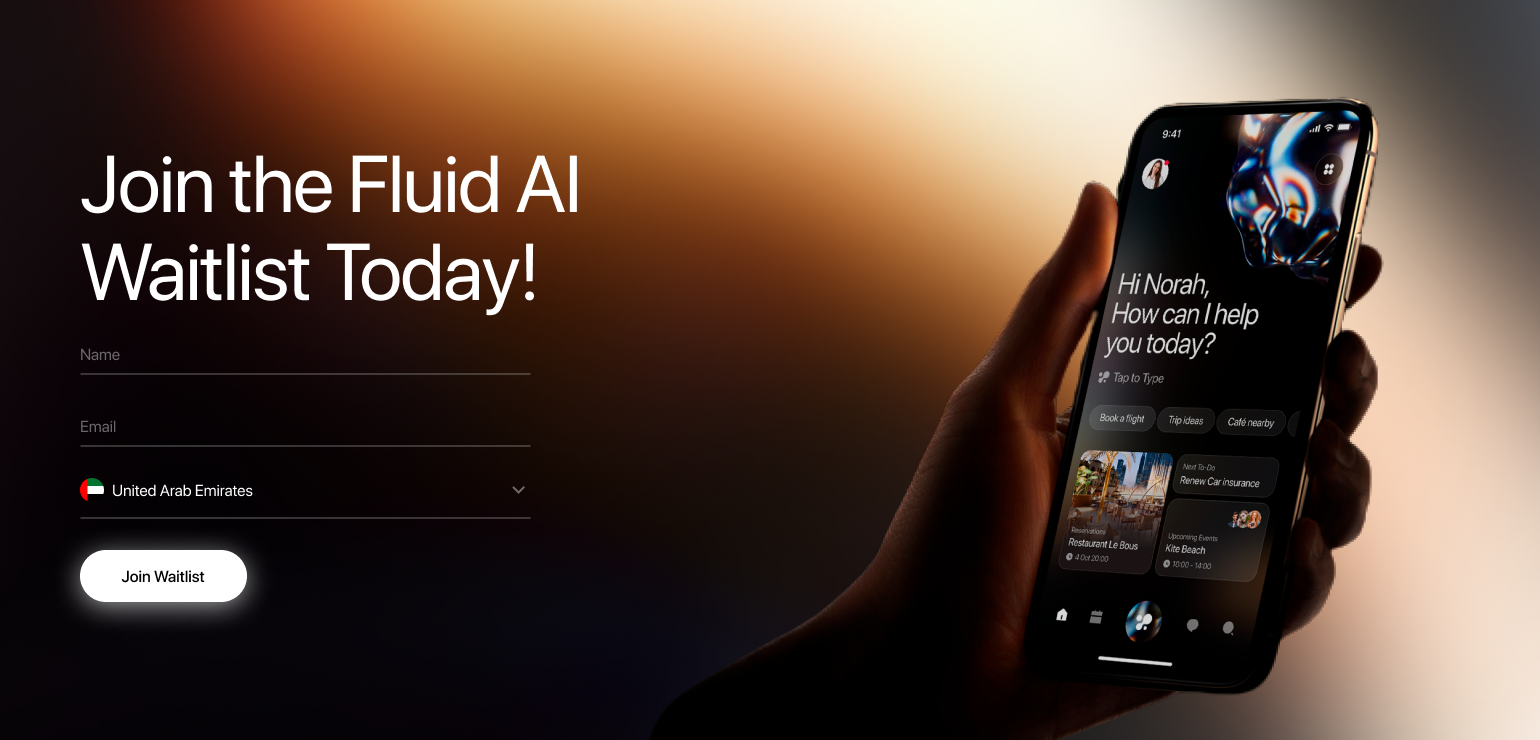 Join the Fluid AI
Waitlist Today!
Name
Email
United Arab Emirates
Join Waitlist
9:41
Hi Norah,
How can I help
you today?
Tap to Type
Book a flight
Trip ideas
Café nearby
Reservations
Restaurant Le Bous
4 Oct 20:00
Next To-Do
Renew Car insurance
Upcoming Events
Kite Beach
10:00 - 14:00